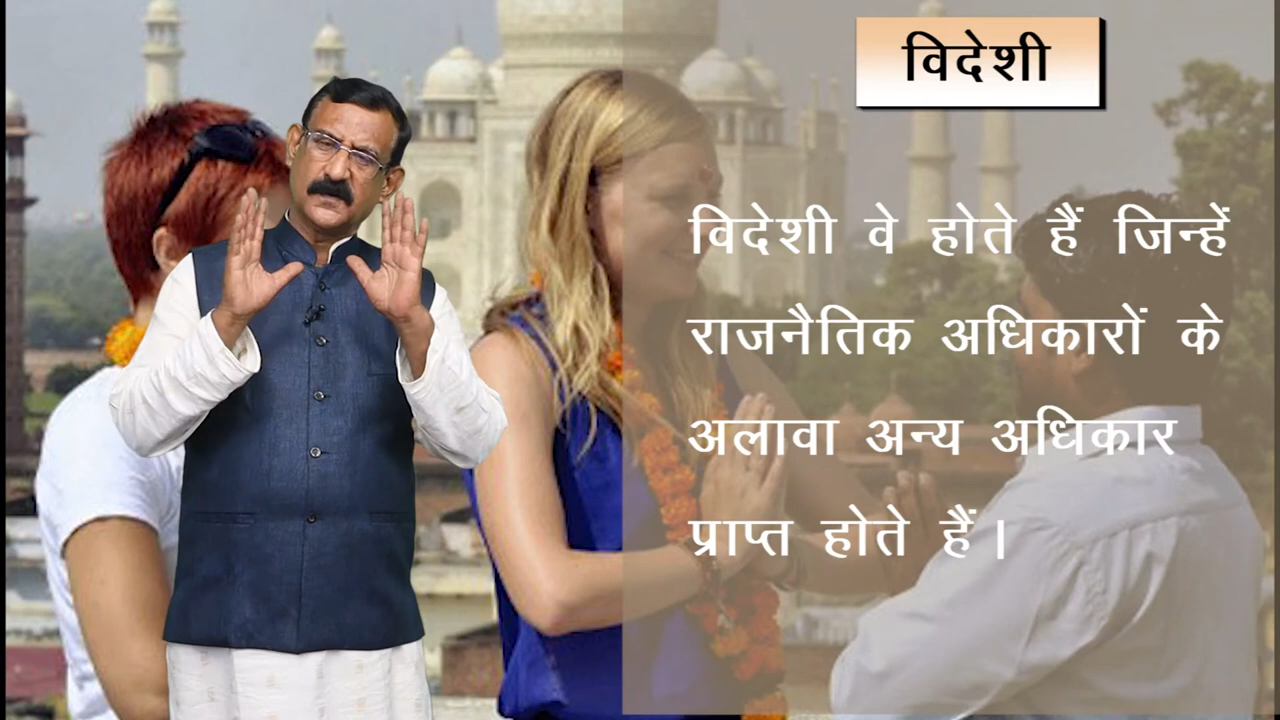 विदेशी
विदेशी वे होते हैं जिन्हें
राजनैतिक अधिकारों के
अलावा अन्य अधिकार
प्राप्त होते हैं।